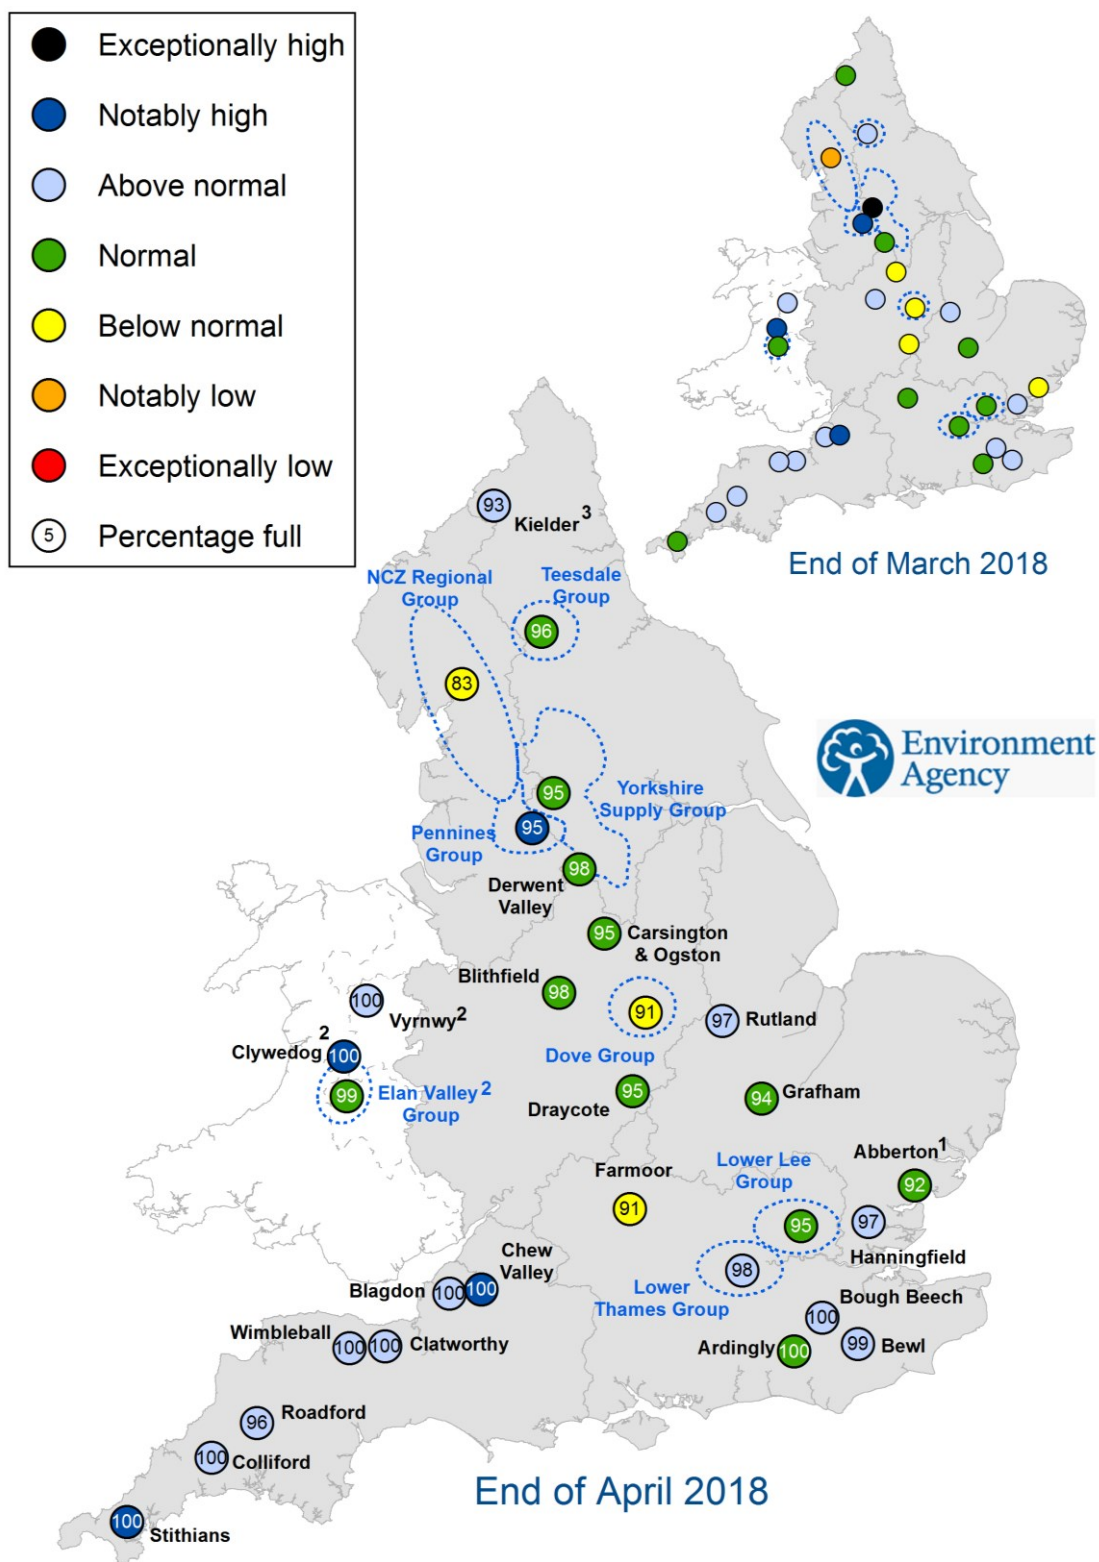 Exceptionally high
Notably high
Above normal
Normal
Below normal
Notably low
Exceptionally low
5 Percentage full
End of March 2018
93
Kielder3
NCZ Regional
Group
Teesdale
Group
96
83
Environment
Agency
95
Yorkshire
Supply Group
Pennines
Group
95
98
Derwent
Valley
95
Carsington
& Ogston
Blithfield
98
100
Vyrnwy2
91
Dove Group
97
Rutland
Clywedog2
100
99
Elan Valley2
Group
95
Draycote
94
Grafham
Abberton1
92
Farmoor
91
Lower Lee
Group
95
97
Hanningfield
98
Lower
Thames Group
Chew
Valley
Blagdon
100
100
Bough Beech
100
Wimbleball
100
100
Clatworthy
Ardingly
100
99
Bewl
96
Roadford
100
Colliford
End of April 2018
100
Stithians